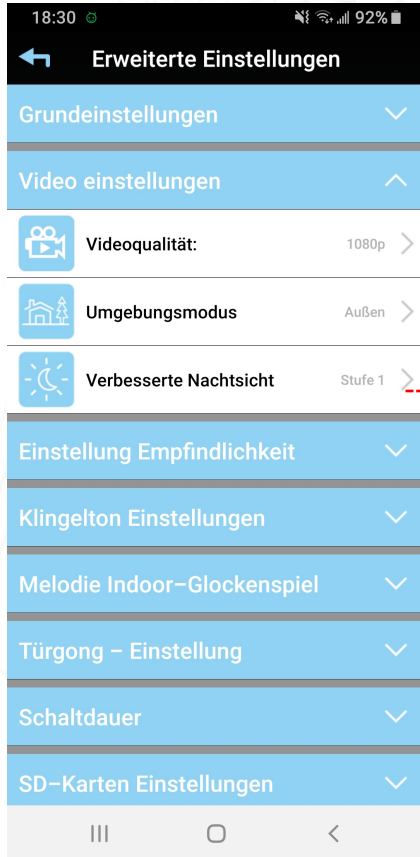 18:30 92%
Erweiterte Einstellungen
Grundeinstellungen
Video einstellungen
Videoqualität: 1080p
Umgebungsmodus Außen
Verbesserte Nachtsicht Stufe 1
Einstellung Empfindlichkeit
Klingelton Einstellungen
Melodie Indoor-Glockenspiel
Türgong - Einstellung
Schaltdauer
SD-Karten Einstellungen